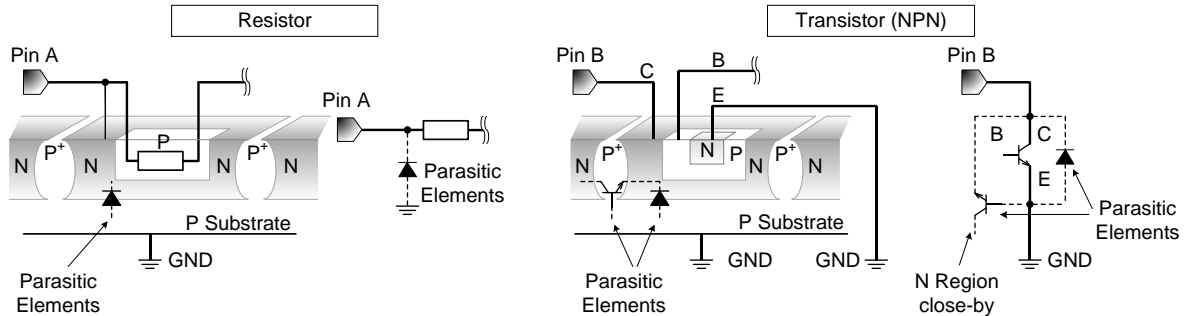 Resistor
Transistor (NPN)
Pin A
Pin A
P
N
P+
N
N
P+
N
Parasitic
Elements
P Substrate
GND
Parasitic
Elements
Pin B
C
B
E
N
P+
N
N
P
N
P+
N
P Substrate
GND
GND
Parasitic
Elements
Pin B
B
C
E
Parasitic
Elements
N Region
close-by
GND